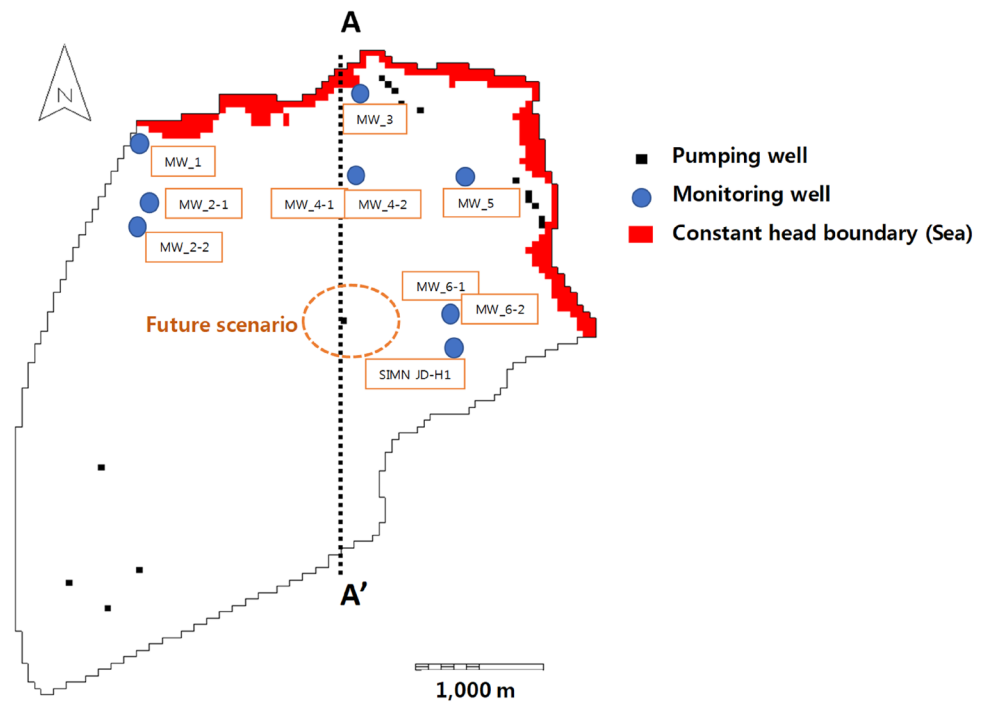 A
N
MW_3
MW_1
MW_2-1
MW_4-1
MW_4-2
MW_5
MW_2-2
MW_6-1
MW_6-2
Future scenario
SIMN JD-H1
A’
1,000 m
Pumping well
Monitoring well
Constant head boundary (Sea)